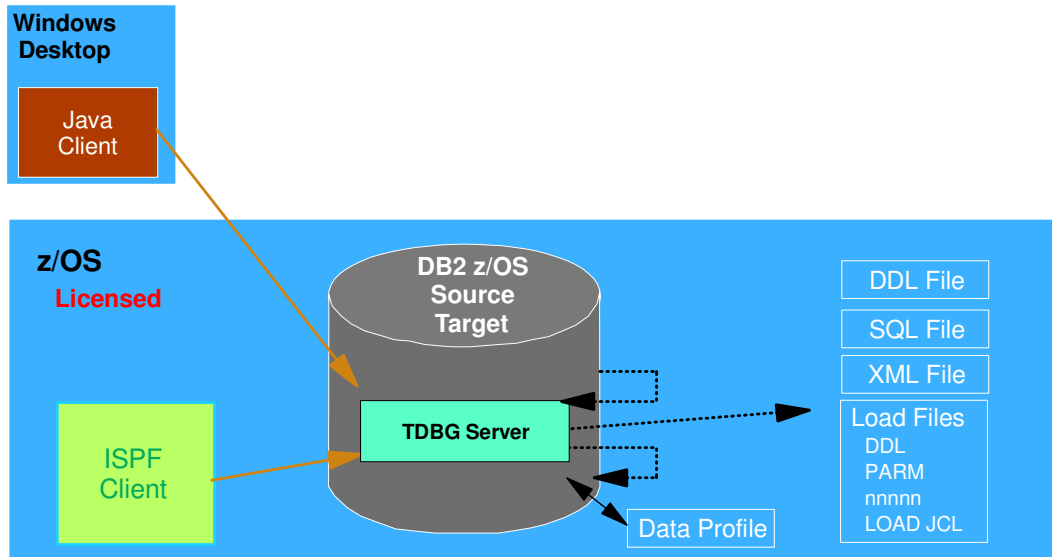 Windows
Desktop
Java
Client
z/OS
Licensed
DB2 z/OS
Source
Target
TDBG Server
ISPF
Client
Data Profile
DDL File
SQL File
XML File
Load Files
DDL
PARM
nnnnn
LOAD JCL